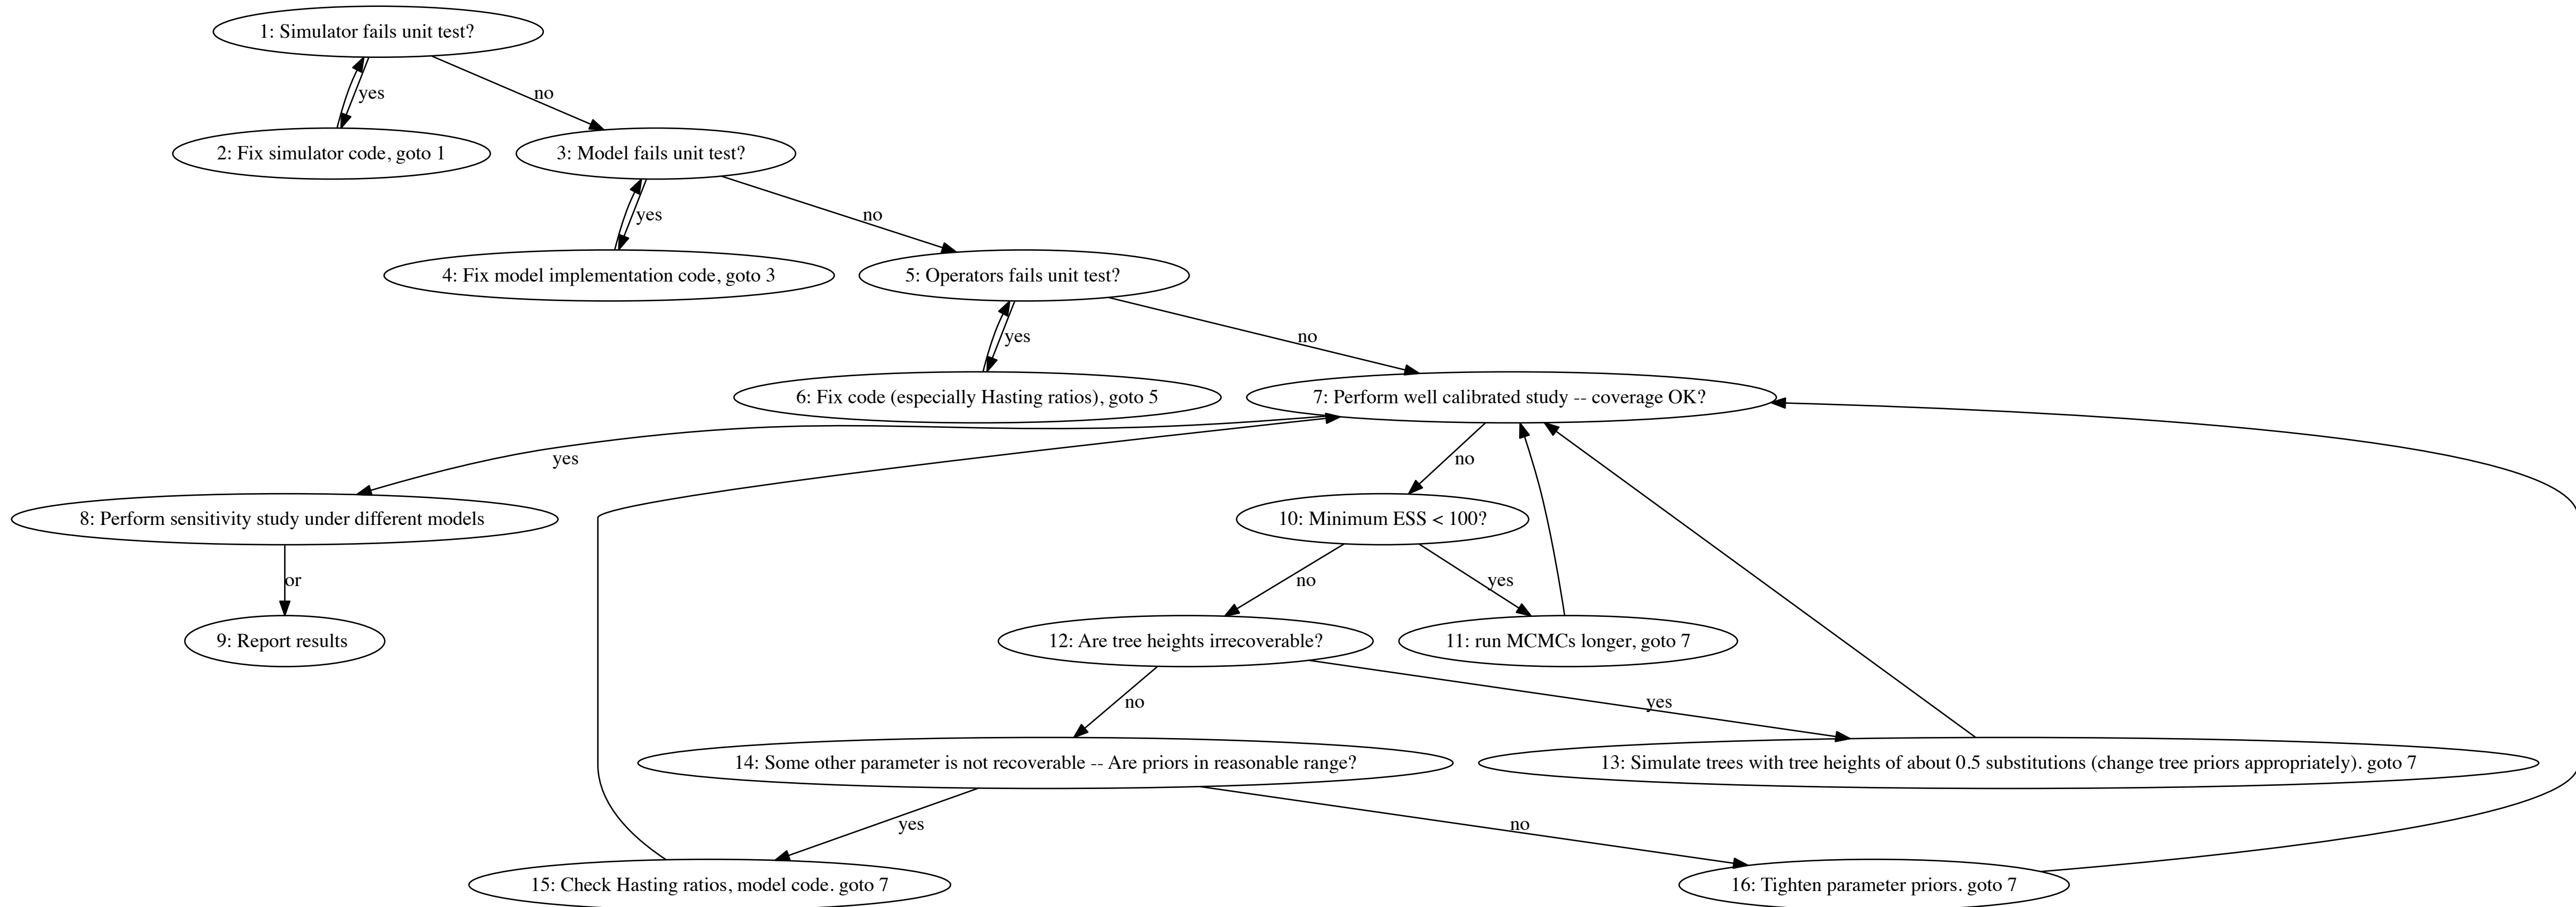 1: Simulator fails unit test?
yes
no
2: Fix simulator code, goto 1
3: Model fails unit test?
yes
no
4: Fix model implementation code, goto 3
5: Operators fails unit test?
yes
no
6: Fix code (especially Hasting ratios), goto 5
7: Perform well calibrated study -- coverage OK?
yes
no
8: Perform sensitivity study under different models
10: Minimum ESS < 100?
or
no
yes
9: Report results
12: Are tree heights irrecoverable?
11: run MCMCs longer, goto 7
no
yes
14: Some other parameter is not recoverable -- Are priors in reasonable range?
13: Simulate trees with tree heights of about 0.5 substitutions (change tree priors appropriately). goto 7
yes
no
15: Check Hasting ratios, model code. goto 7
16: Tighten parameter priors. goto 7